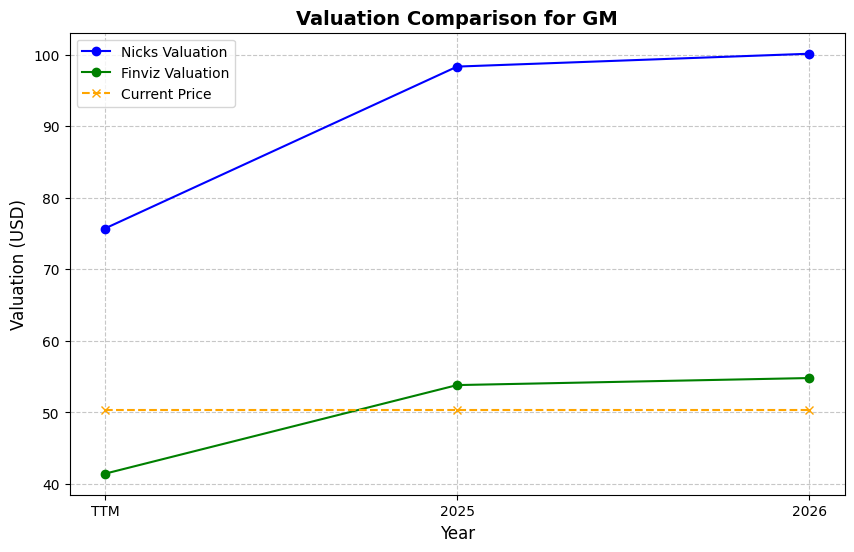 Valuation Comparison for GM
Nicks Valuation
Finviz Valuation
Current Price
100
90
80
70
60
50
40
Valuation (USD)
TTM
2025
2026
Year